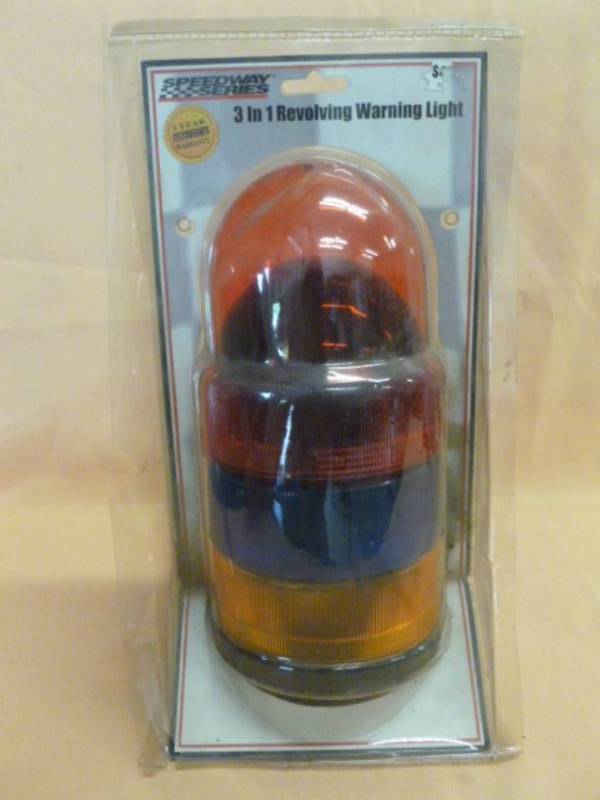 SPEEDWAY
SERIES
3 In 1 Revolving Warning Light
1 YEAR
WARRANTY